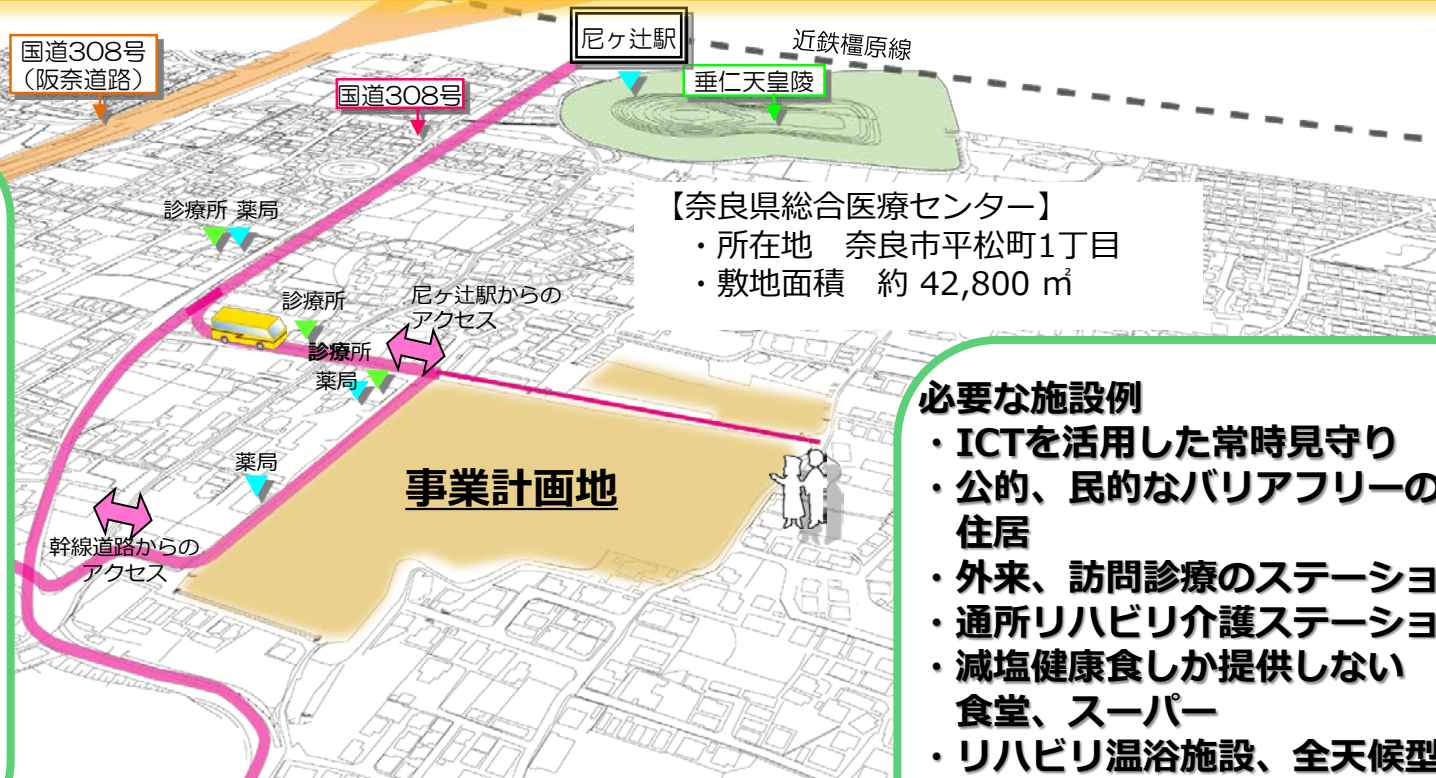 尼ヶ辻駅
近鉄橿原線
国道308号
（阪奈道路）
国道308号
垂仁天皇陵
診療所 薬局
【奈良県総合医療センター】
・所在地　奈良市平松町1丁目
・敷地面積　約 42,800 ㎡
診療所
尼ヶ辻駅からの
アクセス
診療所
薬局
薬局
事業計画地
幹線道路からの
アクセス
必要な施設例
・ICTを活用した常時見守り
・公的、民的なバリアフリーの
住居
・外来、訪問診療のステーショ
・通所リハビリ介護ステーショ
・減塩健康食しか提供しない
食堂、スーパー
・リハビリ温浴施設、全天候型